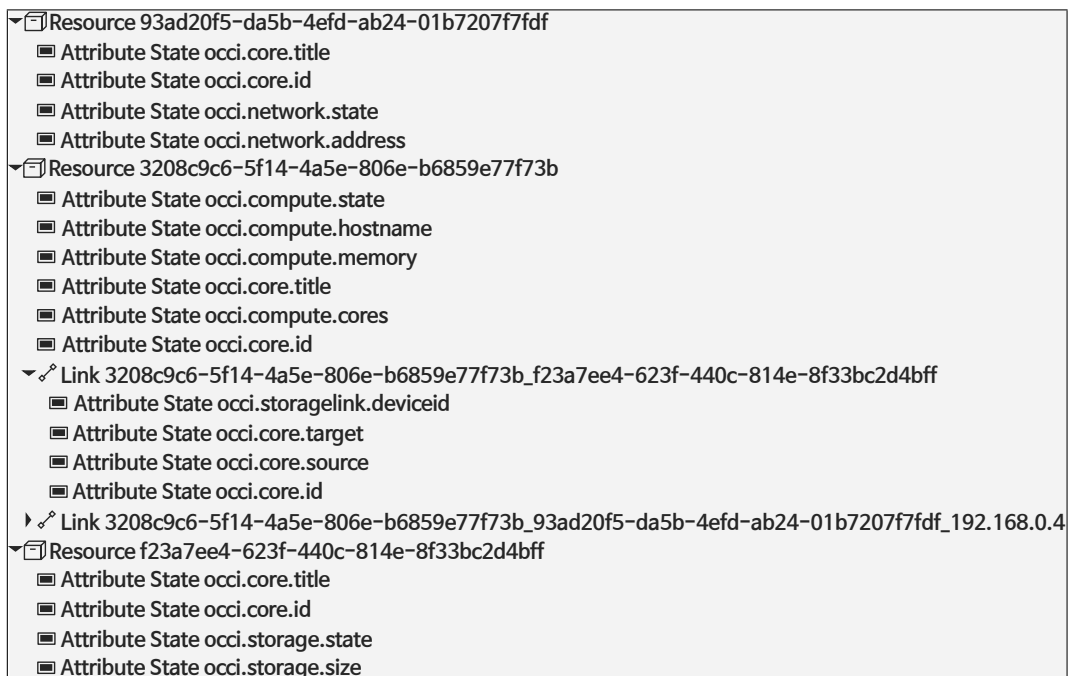 Resource 93ad20f5-da5b-4efd-ab24-01b7207f7fdf
Attribute State occi.core.title
Attribute State occi.core.id
Attribute State occi.network.state
Attribute State occi.network.address
Resource 3208c9c6-5f14-4a5e-806e-b6859e77f73b
Attribute State occi.compute.state
Attribute State occi.compute.hostname
Attribute State occi.compute.memory
Attribute State occi.core.title
Attribute State occi.compute.cores
Attribute State occi.core.id
Link 3208c9c6-5f14-4a5e-806e-b6859e77f73b_f23a7ee4-623f-440c-814e-8f33bc2d4bff
Attribute State occi.storagelink.deviceid
Attribute State occi.core.target
Attribute State occi.core.source
Attribute State occi.core.id
Link 3208c9c6-5f14-4a5e-806e-b6859e77f73b_93ad20f5-da5b-4efd-ab24-01b7207f7fdf_192.168.0.4
Resource f23a7ee4-623f-440c-814e-8f33bc2d4bff
Attribute State occi.core.title
Attribute State occi.core.id
Attribute State occi.storage.state
Attribute State occi.storage.size